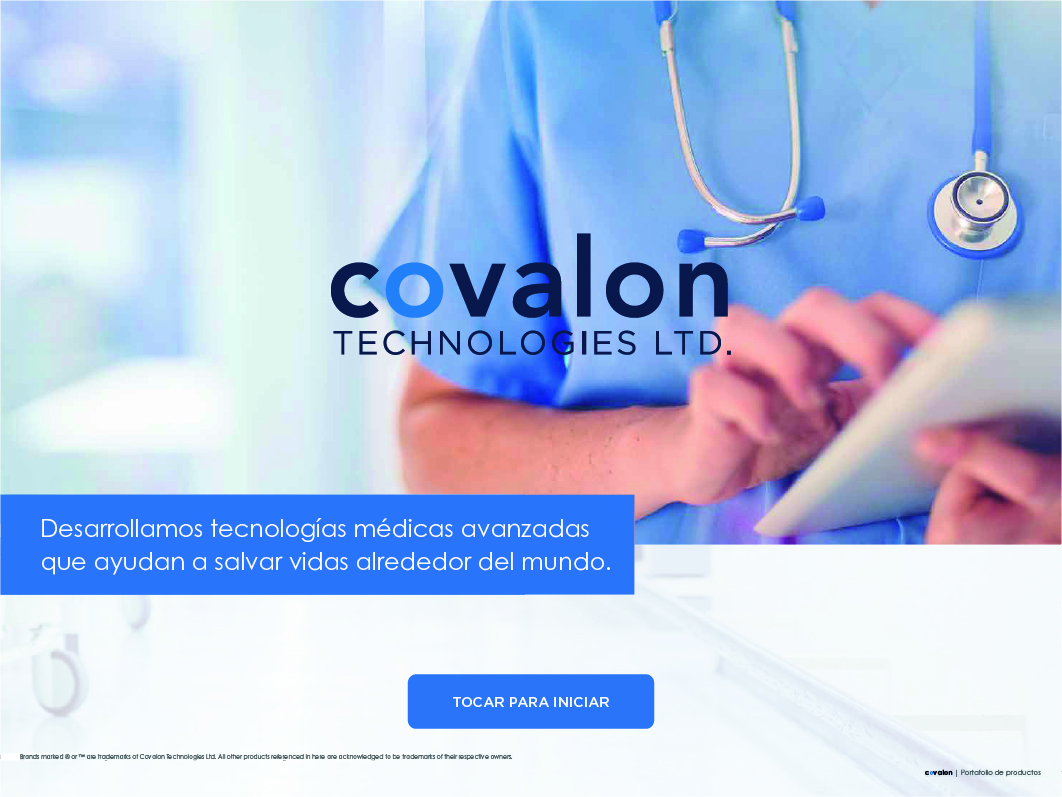 covalon
TECHNOLOGIES LTD.
Desarrollamos tecnologías médicas avanzadas
que ayudan a salvar vidas alrededor del mundo.
TOCAR PARA INICIAR
Brands marked ® or ™ are trademarks of Covalon Technologies Ltd. All other products referenced in here are acknowledged to be trademarks of their respective owners.
covalon | Portafolio de productos